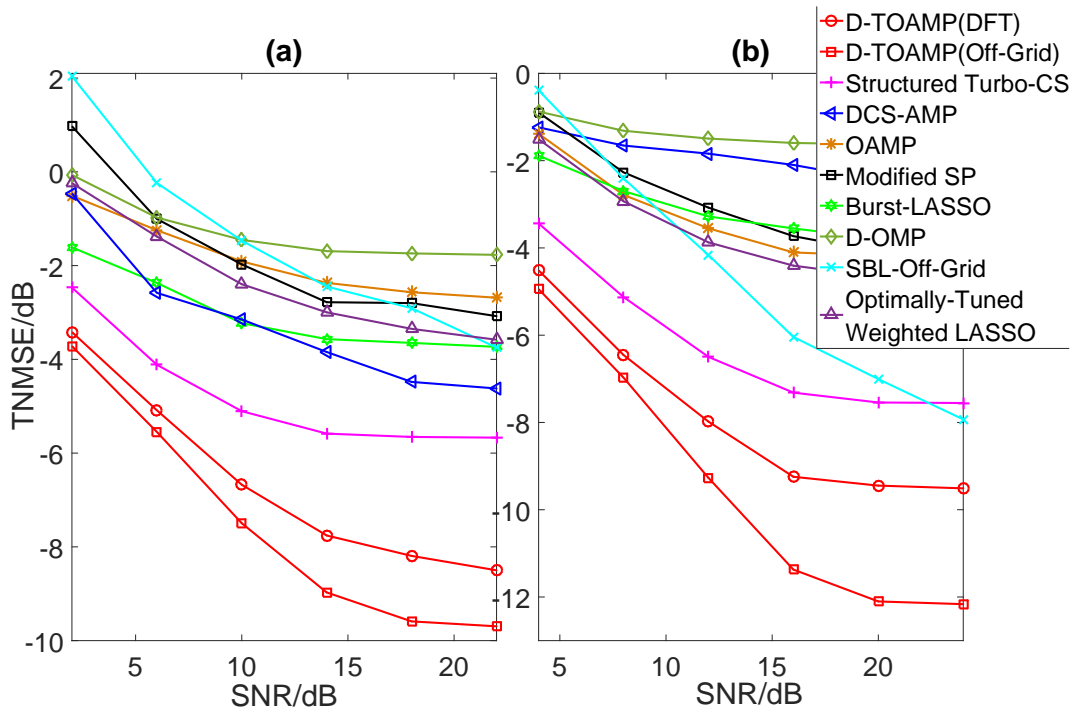 (a)
(b)
TNMSE/dB
2
0
-2
-4
-6
-8
-10
5
10
15
20
SNR/dB
0
-2
-4
-6
-8
10
12
5
10
15
20
SNR/dB
D-TOAMP(DFT)
D-TOAMP(Off-Grid)
Structured Turbo-CS
DCS-AMP
OAMP
Modified SP
Burst-LASSO
D-OMP
SBL-Off-Grid
Optimally-Tuned
Weighted LASSO